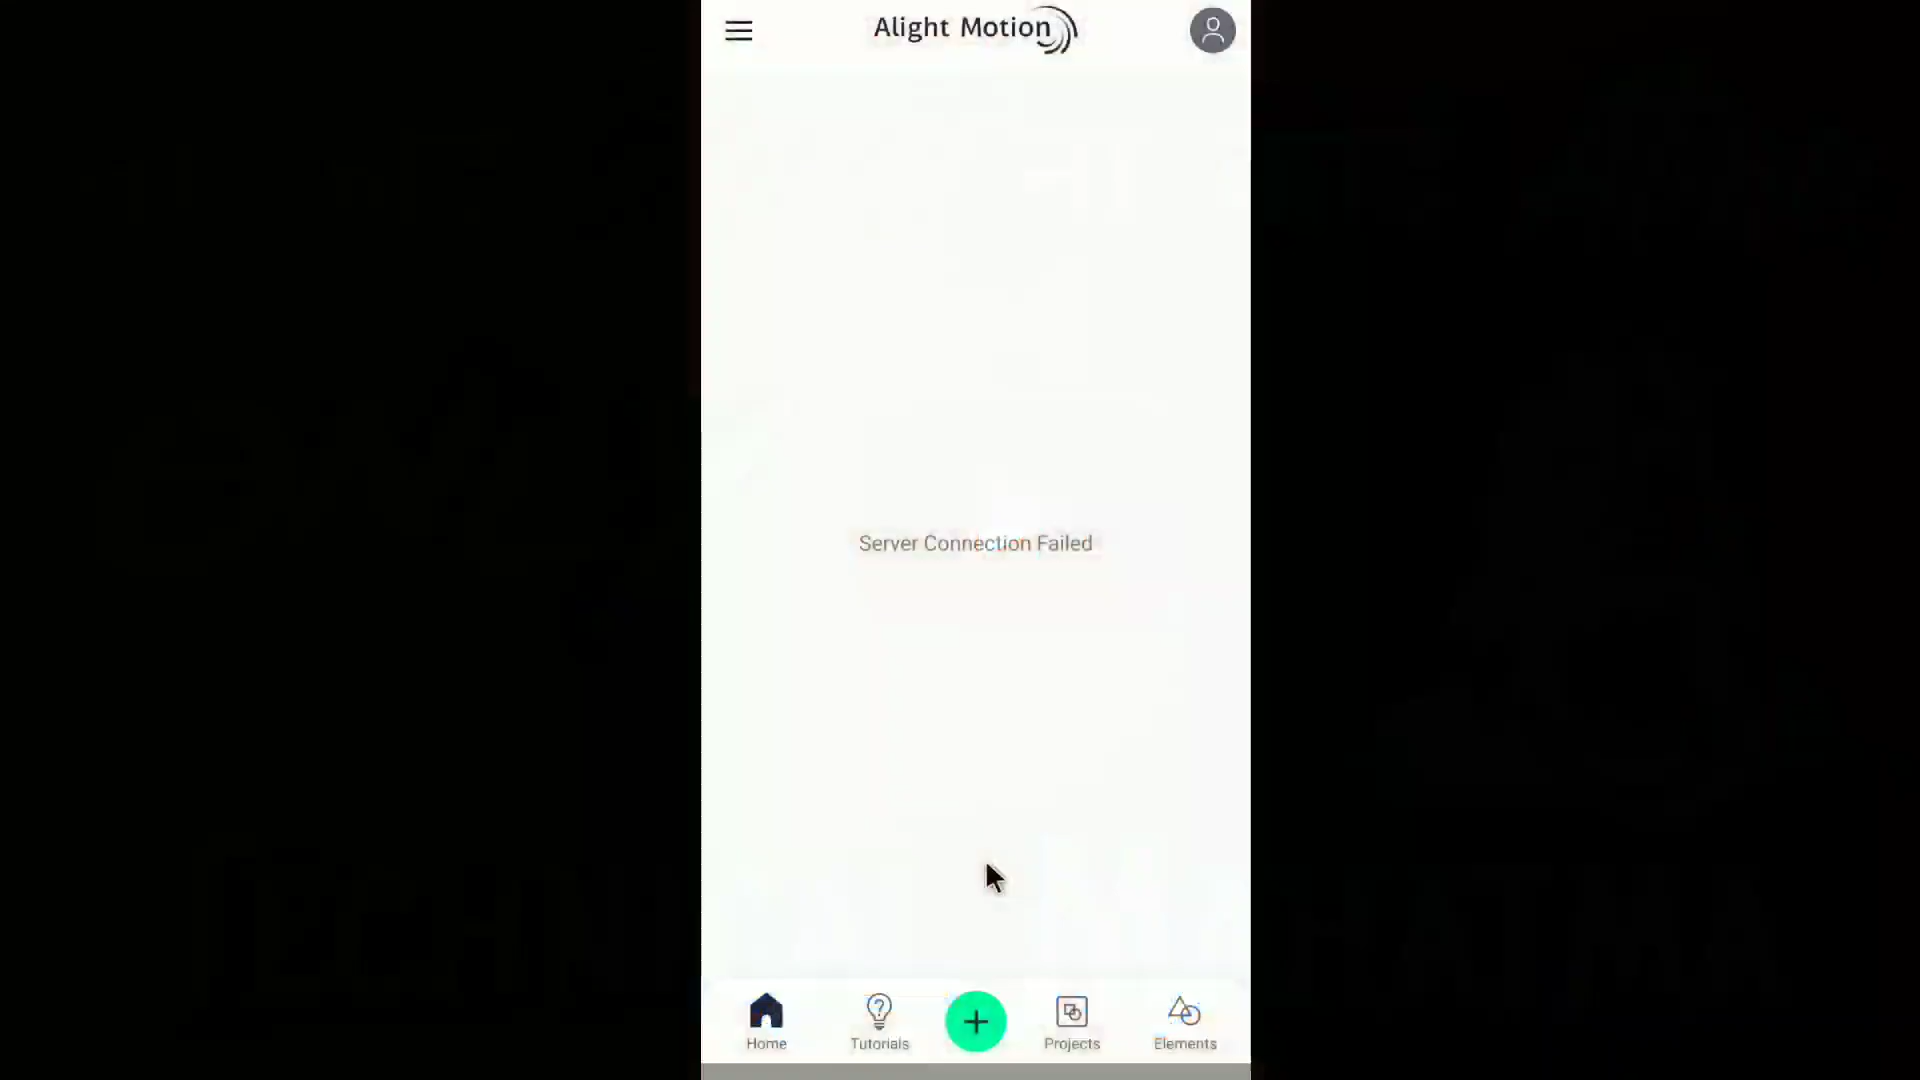 Alight Motion
Server Connection Failed
Home
Tutorials
Projects
Elements